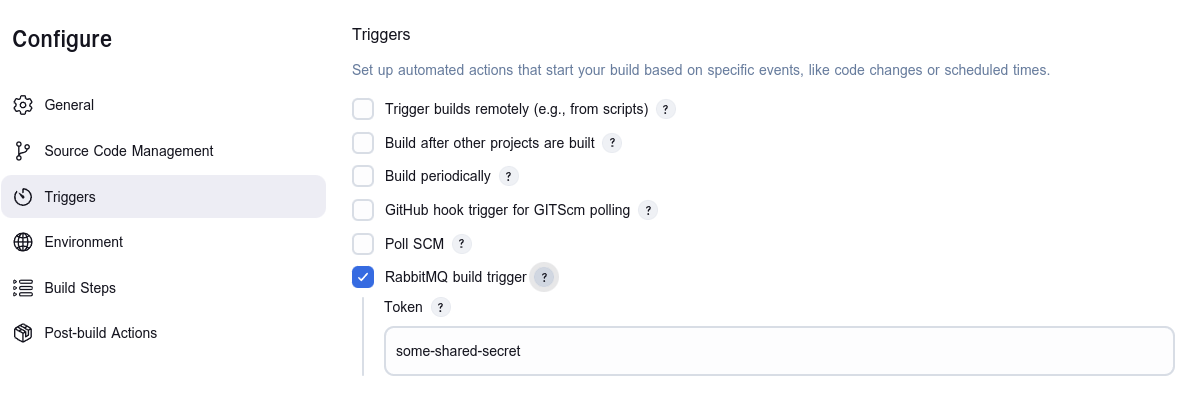 Configure
General
Source Code Management
Triggers
Environment
Build Steps
Post-build Actions
Triggers
Set up automated actions that start your build based on specific events, like code changes or scheduled times.
Trigger builds remotely (e.g., from scripts) ?
Build after other projects are built ?
Build periodically ?
GitHub hook trigger for GITScm polling ?
Poll SCM ?
RabbitMQ build trigger ?
Token ?
some-shared-secret